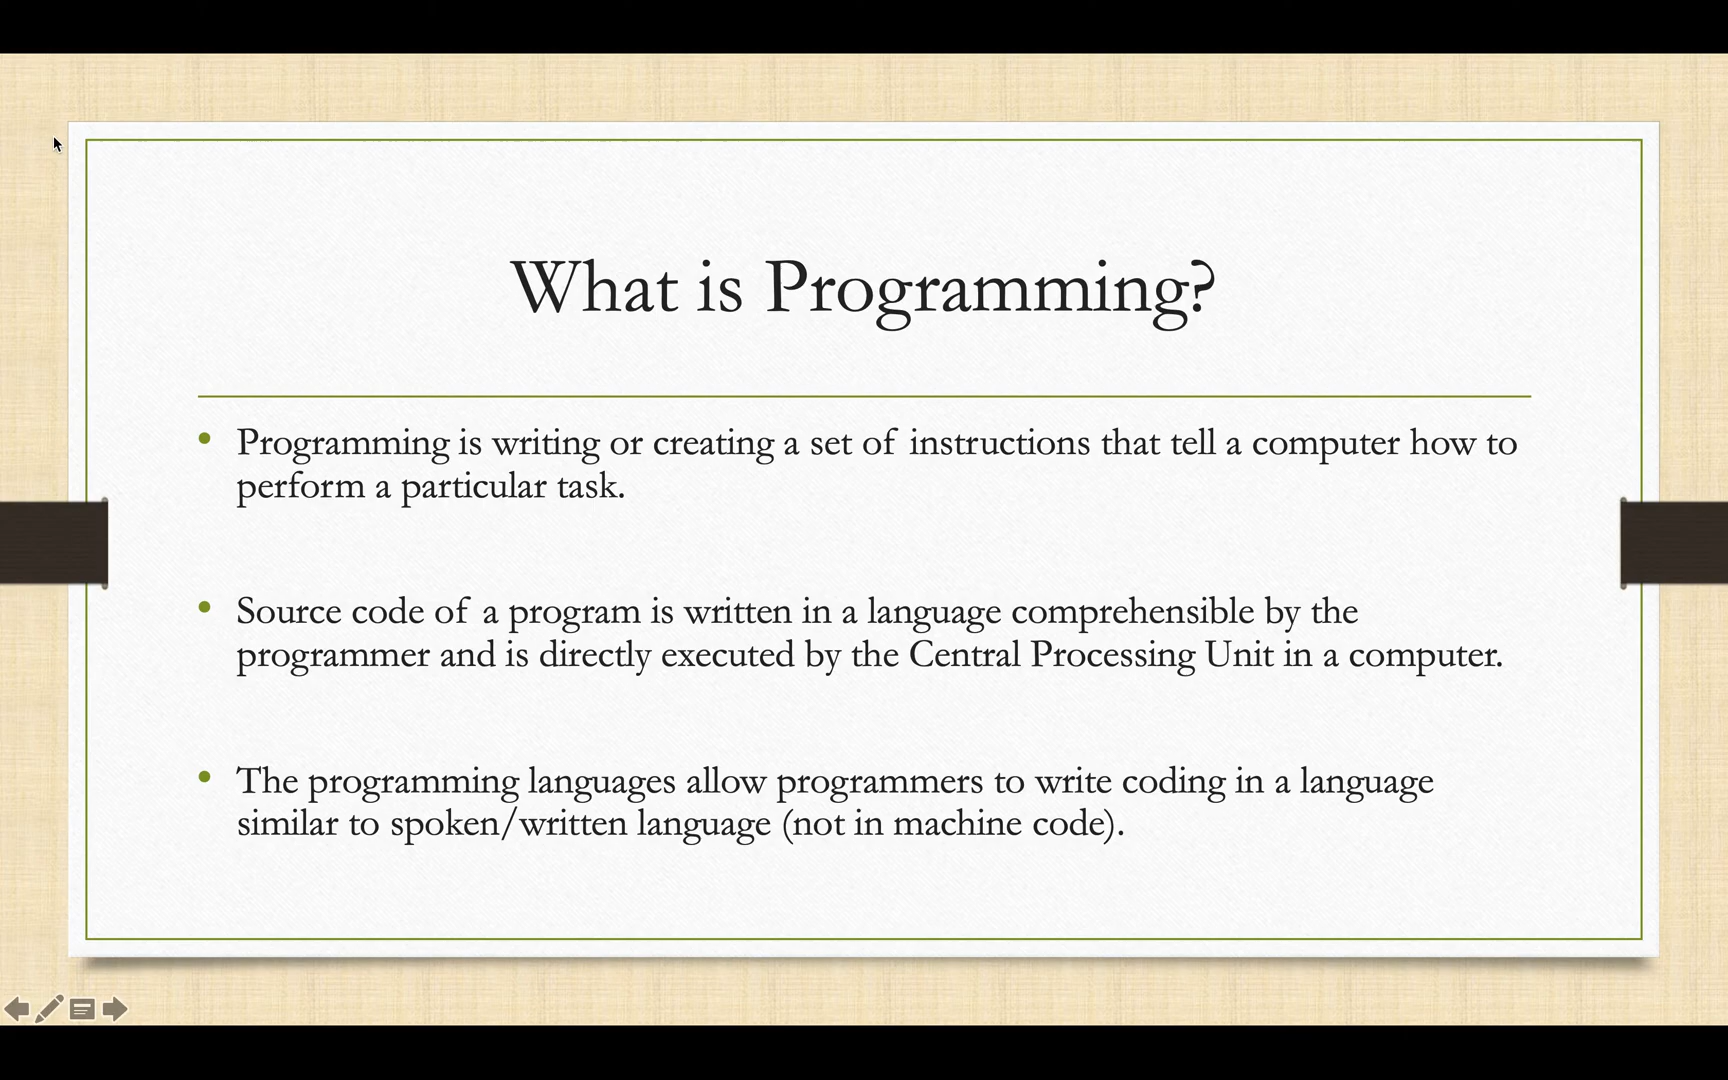 What is Programming?
Programming is writing or creating a set of instructions that tell a computer how to
perform a particular task.
Source code of a program is written in a language comprehensible by the
programmer and is directly executed by the Central Processing Unit in a computer.
The programming languages allow programmers to write coding in a language
similar to spoken/written language (not in machine code).